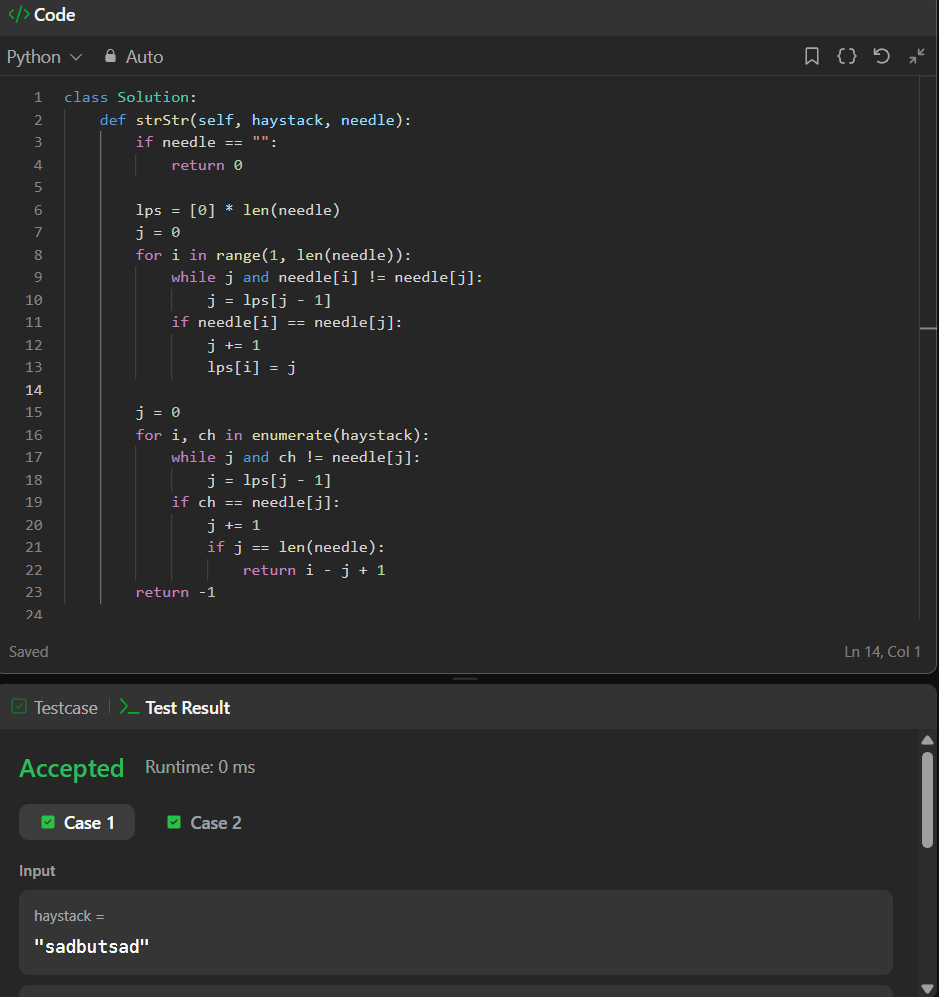 </> Code
Python Auto
1 class Solution:
2     def strStr(self, haystack, needle):
3         if needle == "":
4             return 0
5
6         lps = [0] * len(needle)
7         j = 0
8         for i in range(1, len(needle)):
9             while j and needle[i] != needle[j]:
10                 j = lps[j - 1]
11             if needle[i] == needle[j]:
12                 j += 1
13                 lps[i] = j
14
15         j = 0
16         for i, ch in enumerate(haystack):
17             while j and ch != needle[j]:
18                 j = lps[j - 1]
19             if ch == needle[j]:
20                 j += 1
21                 if j == len(needle):
22                     return i - j + 1
23         return -1
24
Saved Ln 14, Col 1
Testcase >_ Test Result
Accepted Runtime: 0 ms
Case 1 Case 2
Input
haystack =
"sadbutsad"